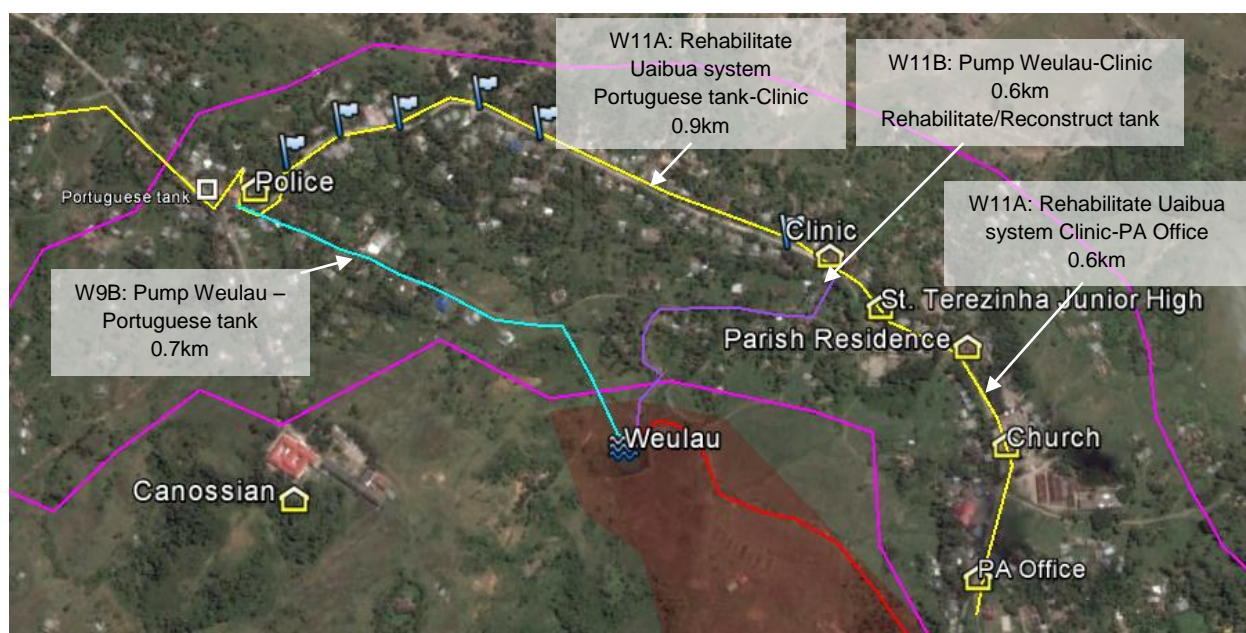 W11A: Rehabilitate
Uaibua system
Portuguese tank-Clinic
0.9km
W11B: Pump Weulau-Clinic
0.6km
Rehabilitate/Reconstruct tank
Portuguese tank
Police
W11A: Rehabilitate Uaibua
system Clinic-PA Office
0.6km
Clinic
W9B: Pump Weulau –
Portuguese tank
0.7km
St. Terezinha Junior High
Parish Residence
Weulau
Church
Canossian
PA Office